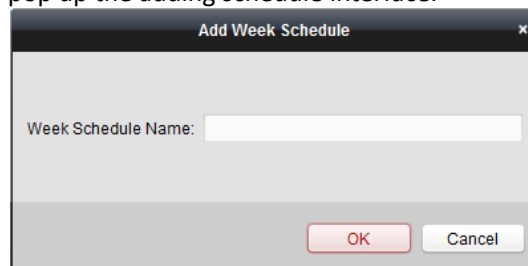 pop up the adding schedule interface.
Add Week Schedule ×
Week Schedule Name:
OK Cancel